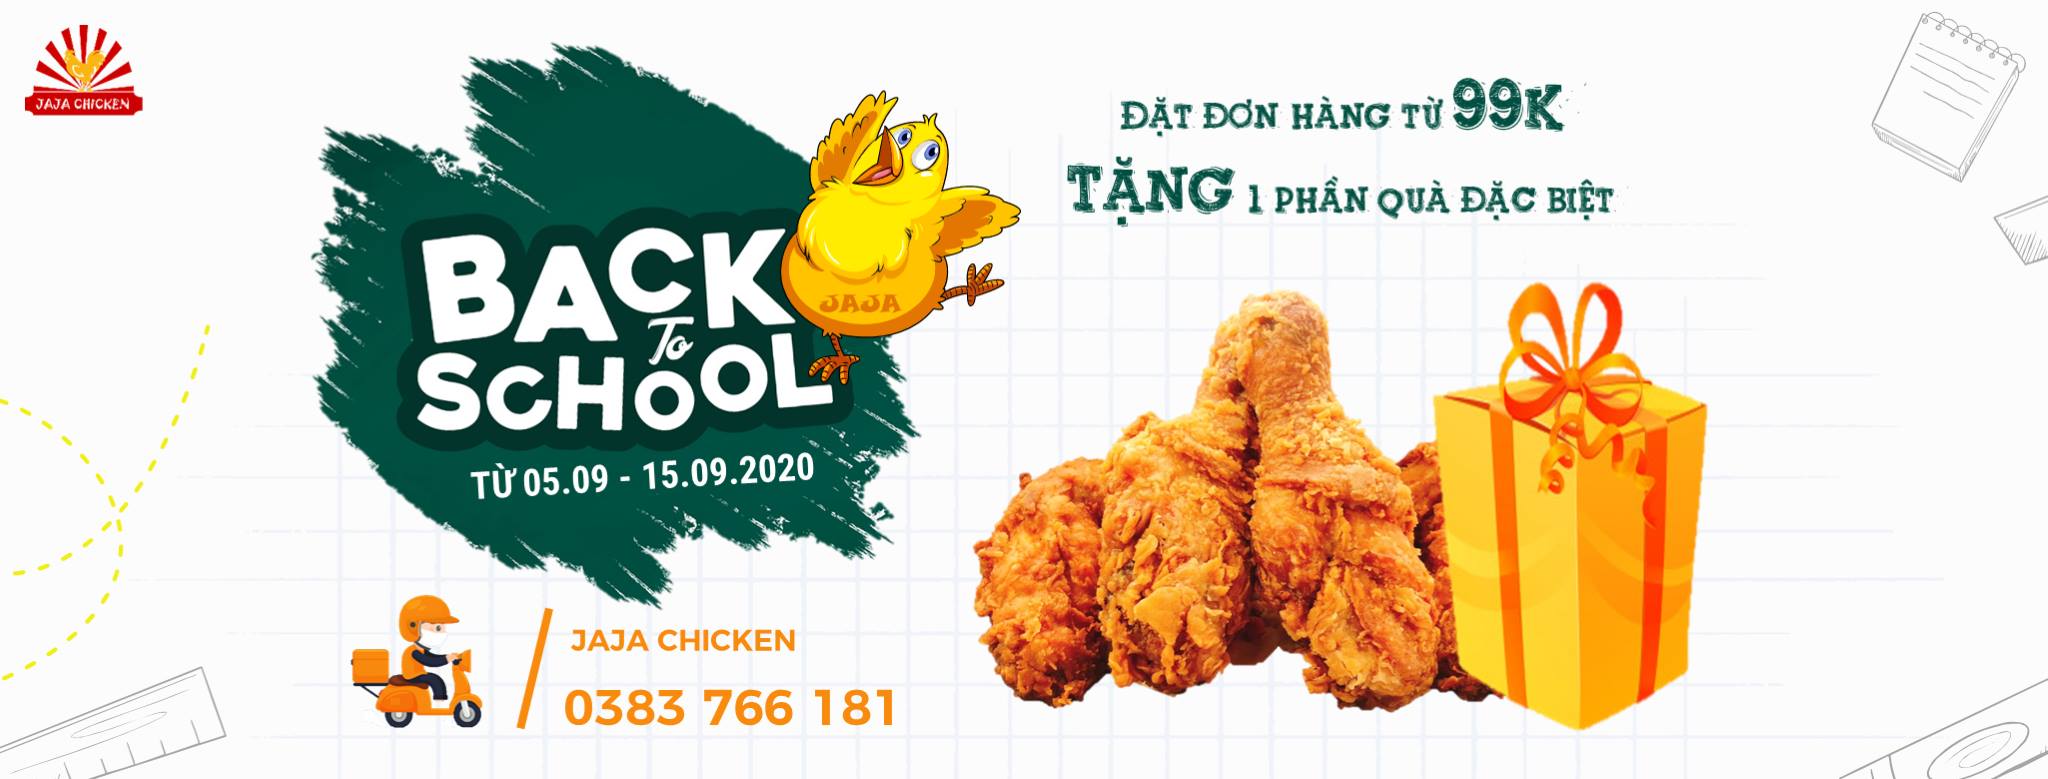 JAJA CHICKEN
BACK
To
SCHOOL
TỪ 05.09 - 15.09.2020
JAJA
ĐẶT ĐƠN HÀNG TỪ 99K
TẶNG 1 PHẦN QUÀ ĐẶC BIỆT
JAJA CHICKEN
0383 766 181